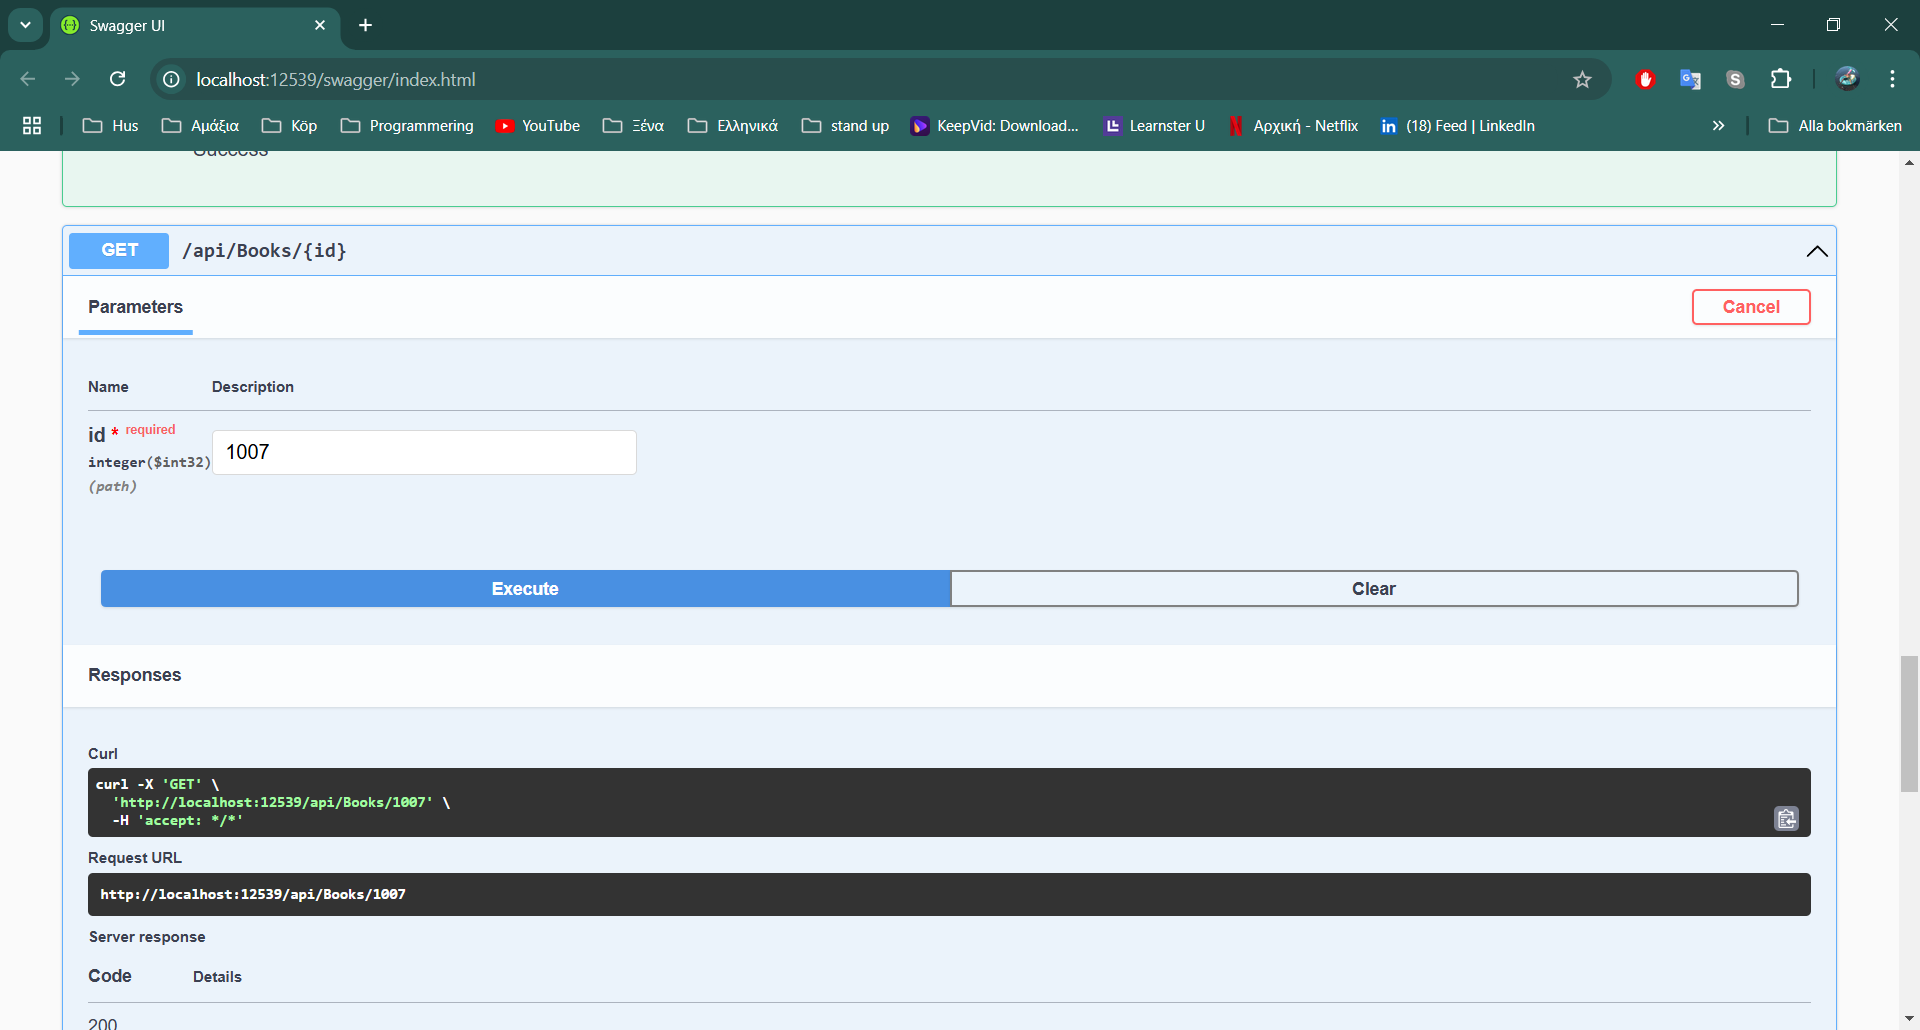 Swagger UI
localhost:12539/swagger/index.html
Hus Αμάξια Köp Programmering YouTube Ξένα Ελληνικά stand up KeepVid: Download... Learnster U Αρχική - Netflix (18) Feed | LinkedIn Alla bokmärken
Success
GET /api/Books/{id}
Parameters Cancel
Name Description
id * required
integer($int32)
(path)
1007
Execute Clear
Responses
Curl
curl -X 'GET' \
'http://localhost:12539/api/Books/1007' \
-H 'accept: */*'
Request URL
http://localhost:12539/api/Books/1007
Server response
Code Details
200